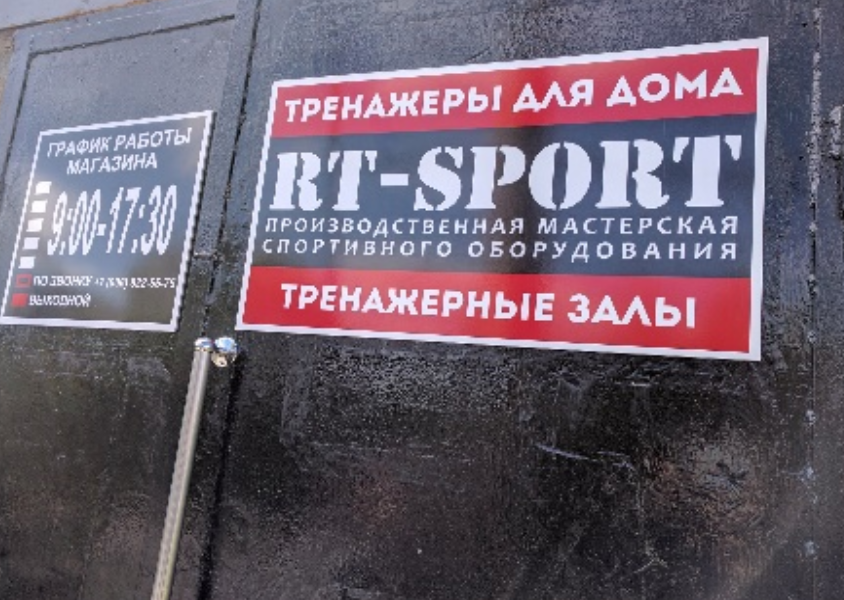 ГРАФИК РАБОТЫ
МАГАЗИНА
9:00-17:30
ПО ЗВОНКУ
ВЫХОДНОЙ
ТРЕНАЖЕРЫ ДЛЯ ДОМА
RT-SPORT
ПРОИЗВОДСТВЕННАЯ МАСТЕРСКАЯ
СПОРТИВНОГО ОБОРУДОВАНИЯ
ТРЕНАЖЕРНЫЕ ЗАЛЫ